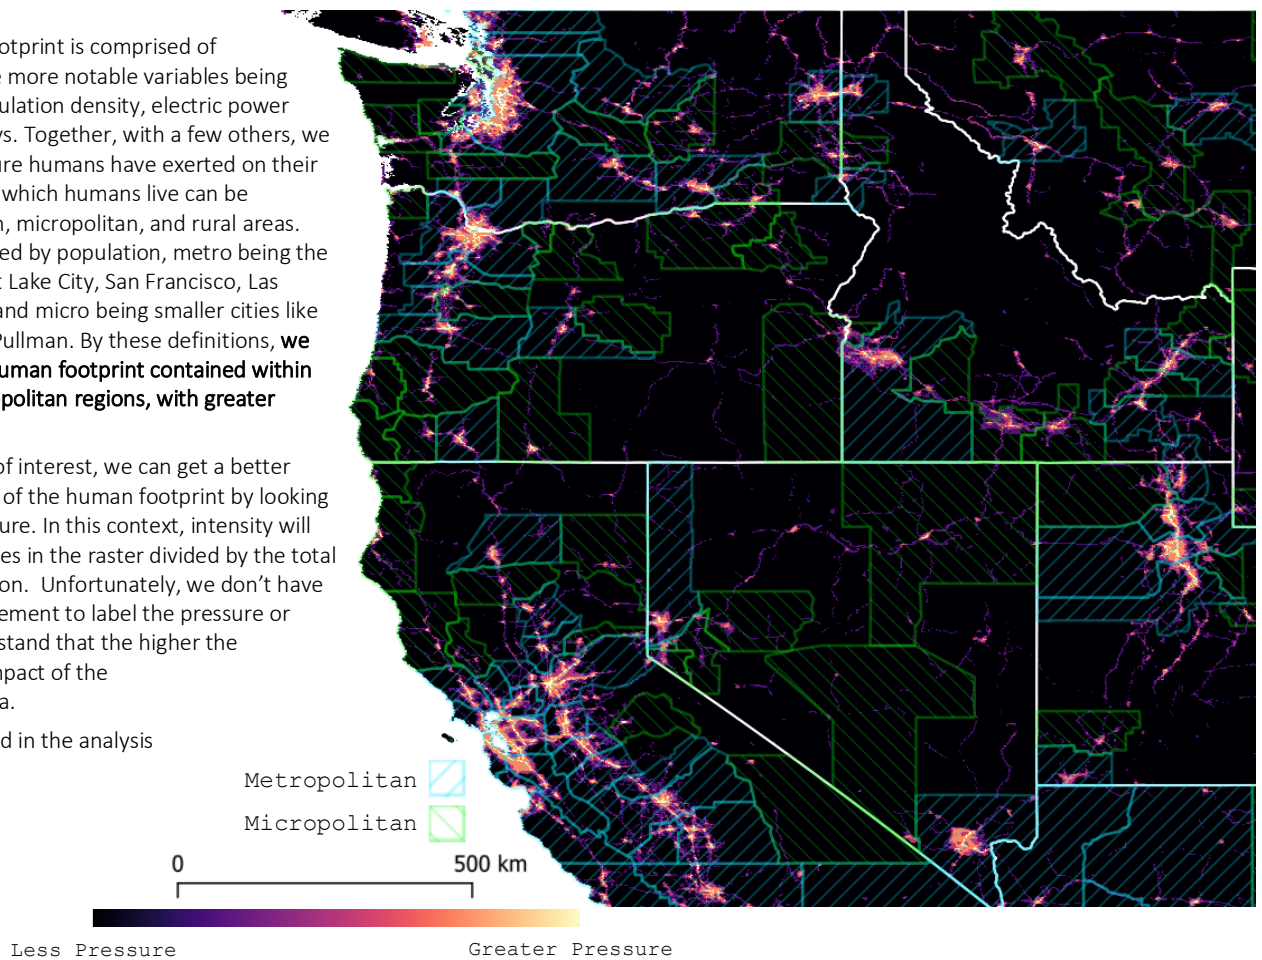 otprint is comprised of
more notable variables being
ulation density, electric power
s. Together, with a few others, we
ure humans have exerted on their
which humans live can be
n, micropolitan, and rural areas.
ed by population, metro being the
t Lake City, San Francisco, Las
and micro being smaller cities like
Pullman. By these definitions, we
uman footprint contained within
politan regions, with greater
of interest, we can get a better
of the human footprint by looking
ure. In this context, intensity will
es in the raster divided by the total
on. Unfortunately, we don't have
ement to label the pressure or
stand that the higher the
mpact of the
a.
d in the analysis
Metropolitan
Micropolitan
0 500 km
Less Pressure Greater Pressure